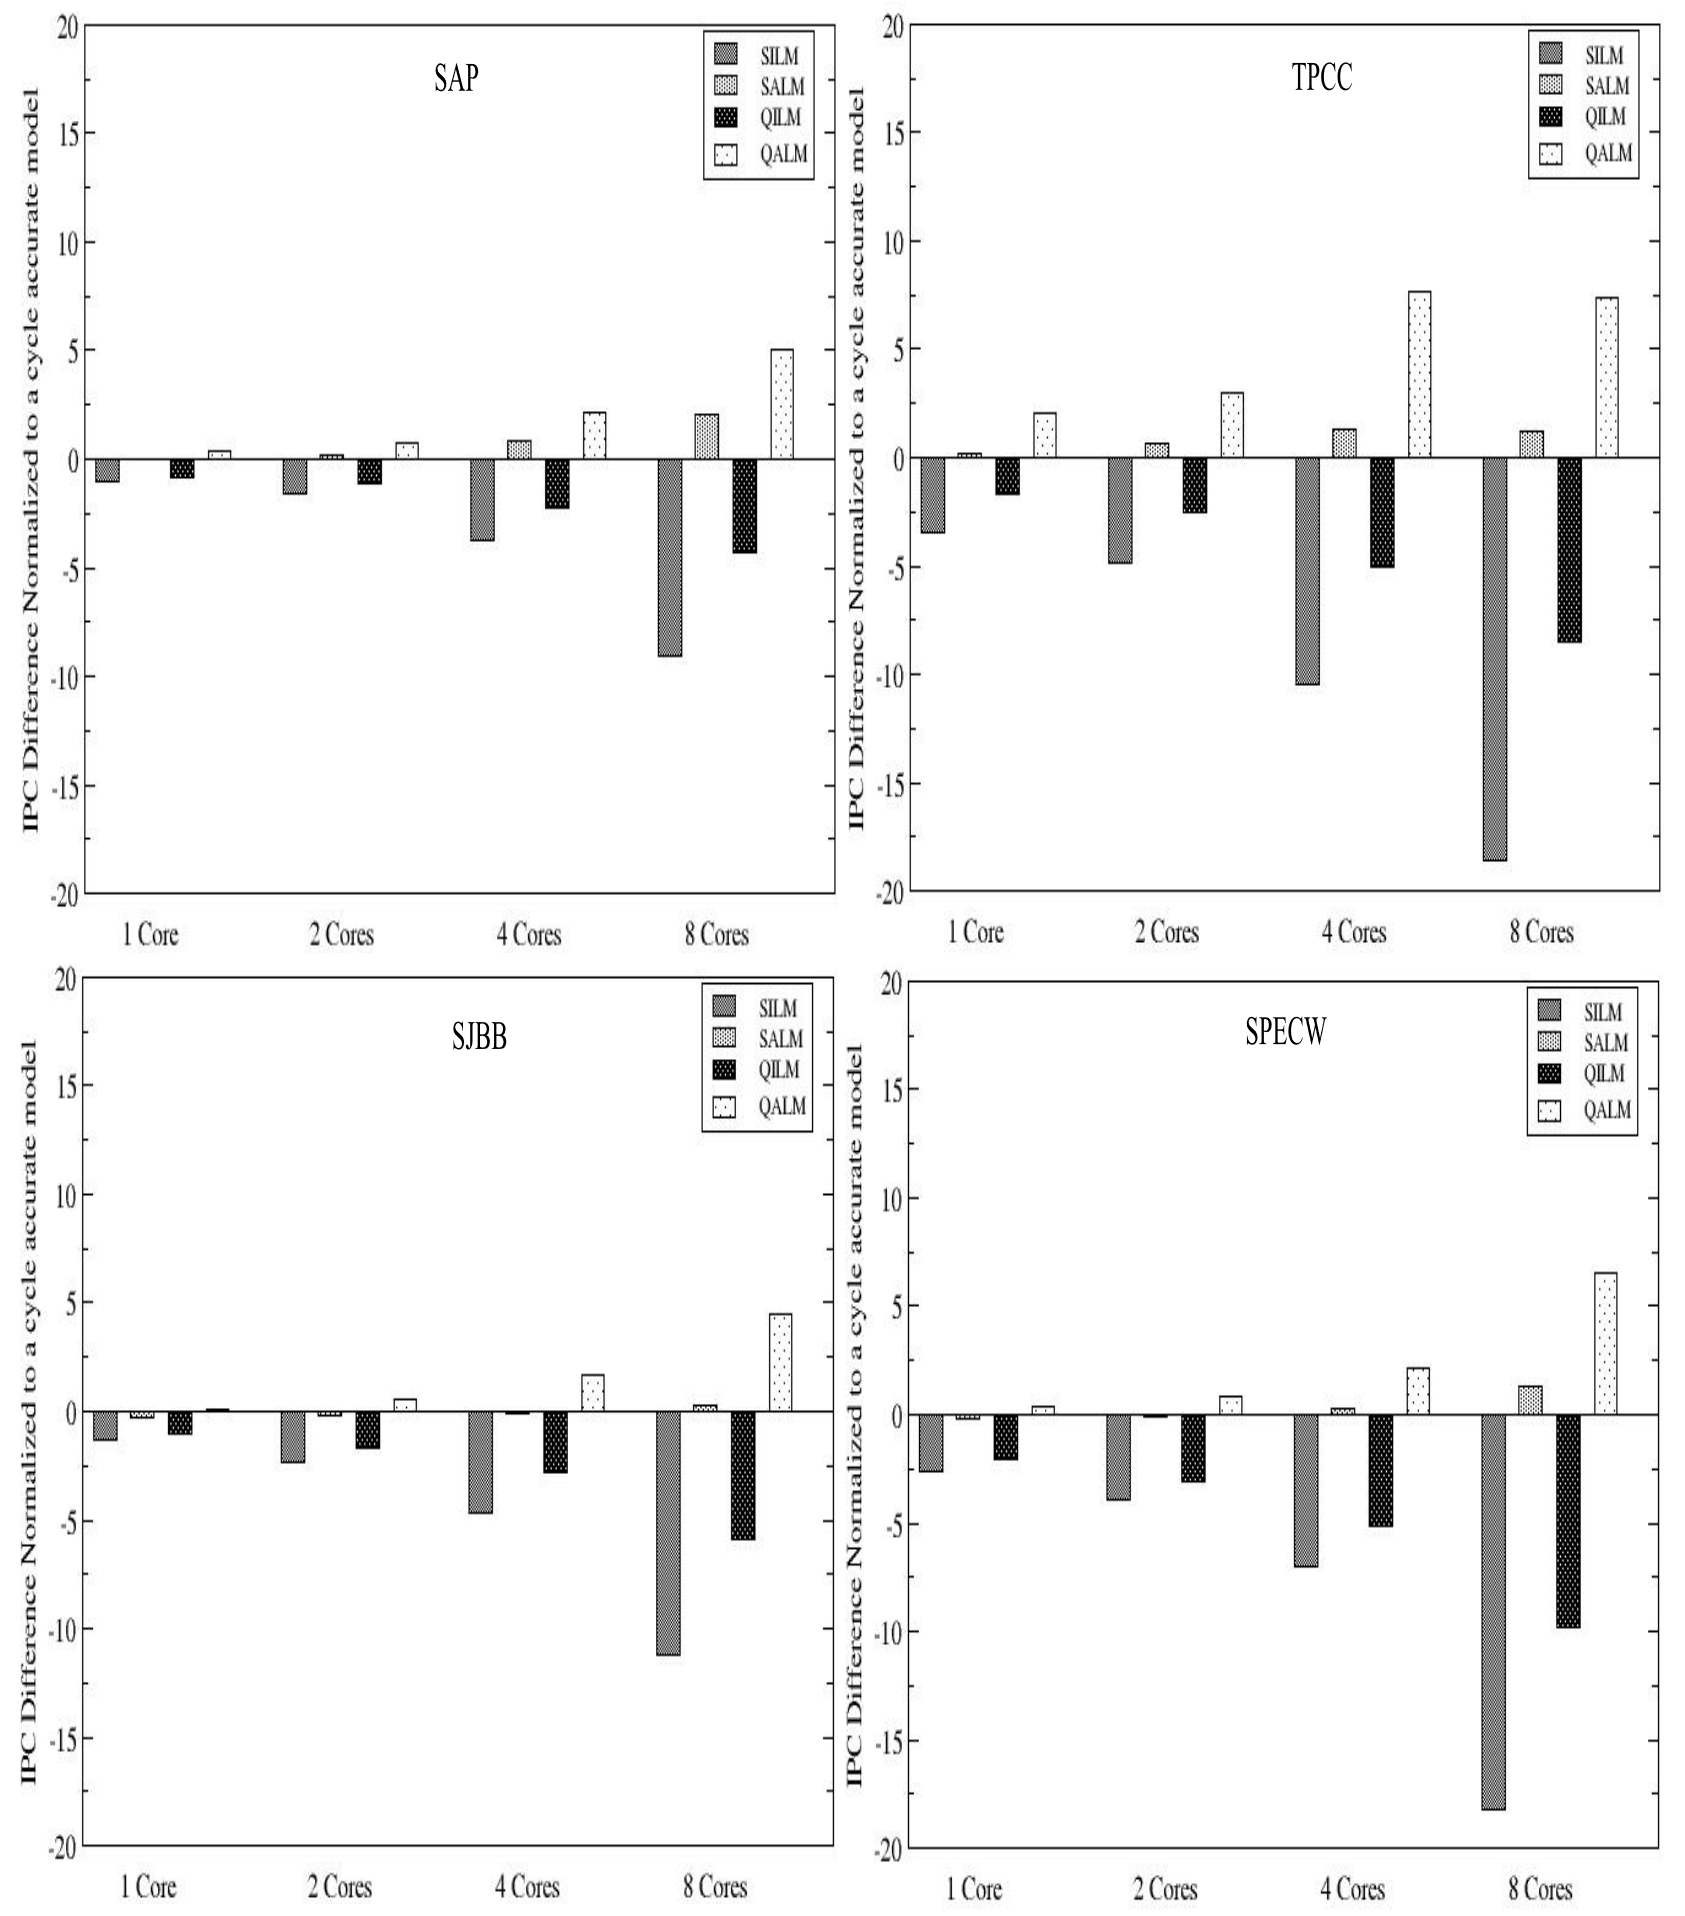 SAP
SILM
SALM
QILM
QALM
IPC Difference Normalized to a cycle accurate model
20
15
10
5
0
-5
-10
-15
-20
1 Core
2 Cores
4 Cores
8 Cores
TPCC
SILM
SALM
QILM
QALM
IPC Difference Normalized to a cycle accurate model
20
15
10
5
0
-5
-10
-15
-20
1 Core
2 Cores
4 Cores
8 Cores
SJBB
SILM
SALM
QILM
QALM
IPC Difference Normalized to a cycle accurate model
20
15
10
5
0
-5
-10
-15
-20
1 Core
2 Cores
4 Cores
8 Cores
SPECW
SILM
SALM
QILM
QALM
IPC Difference Normalized to a cycle accurate model
20
15
10
5
0
-5
-10
-15
-20
1 Core
2 Cores
4 Cores
8 Cores